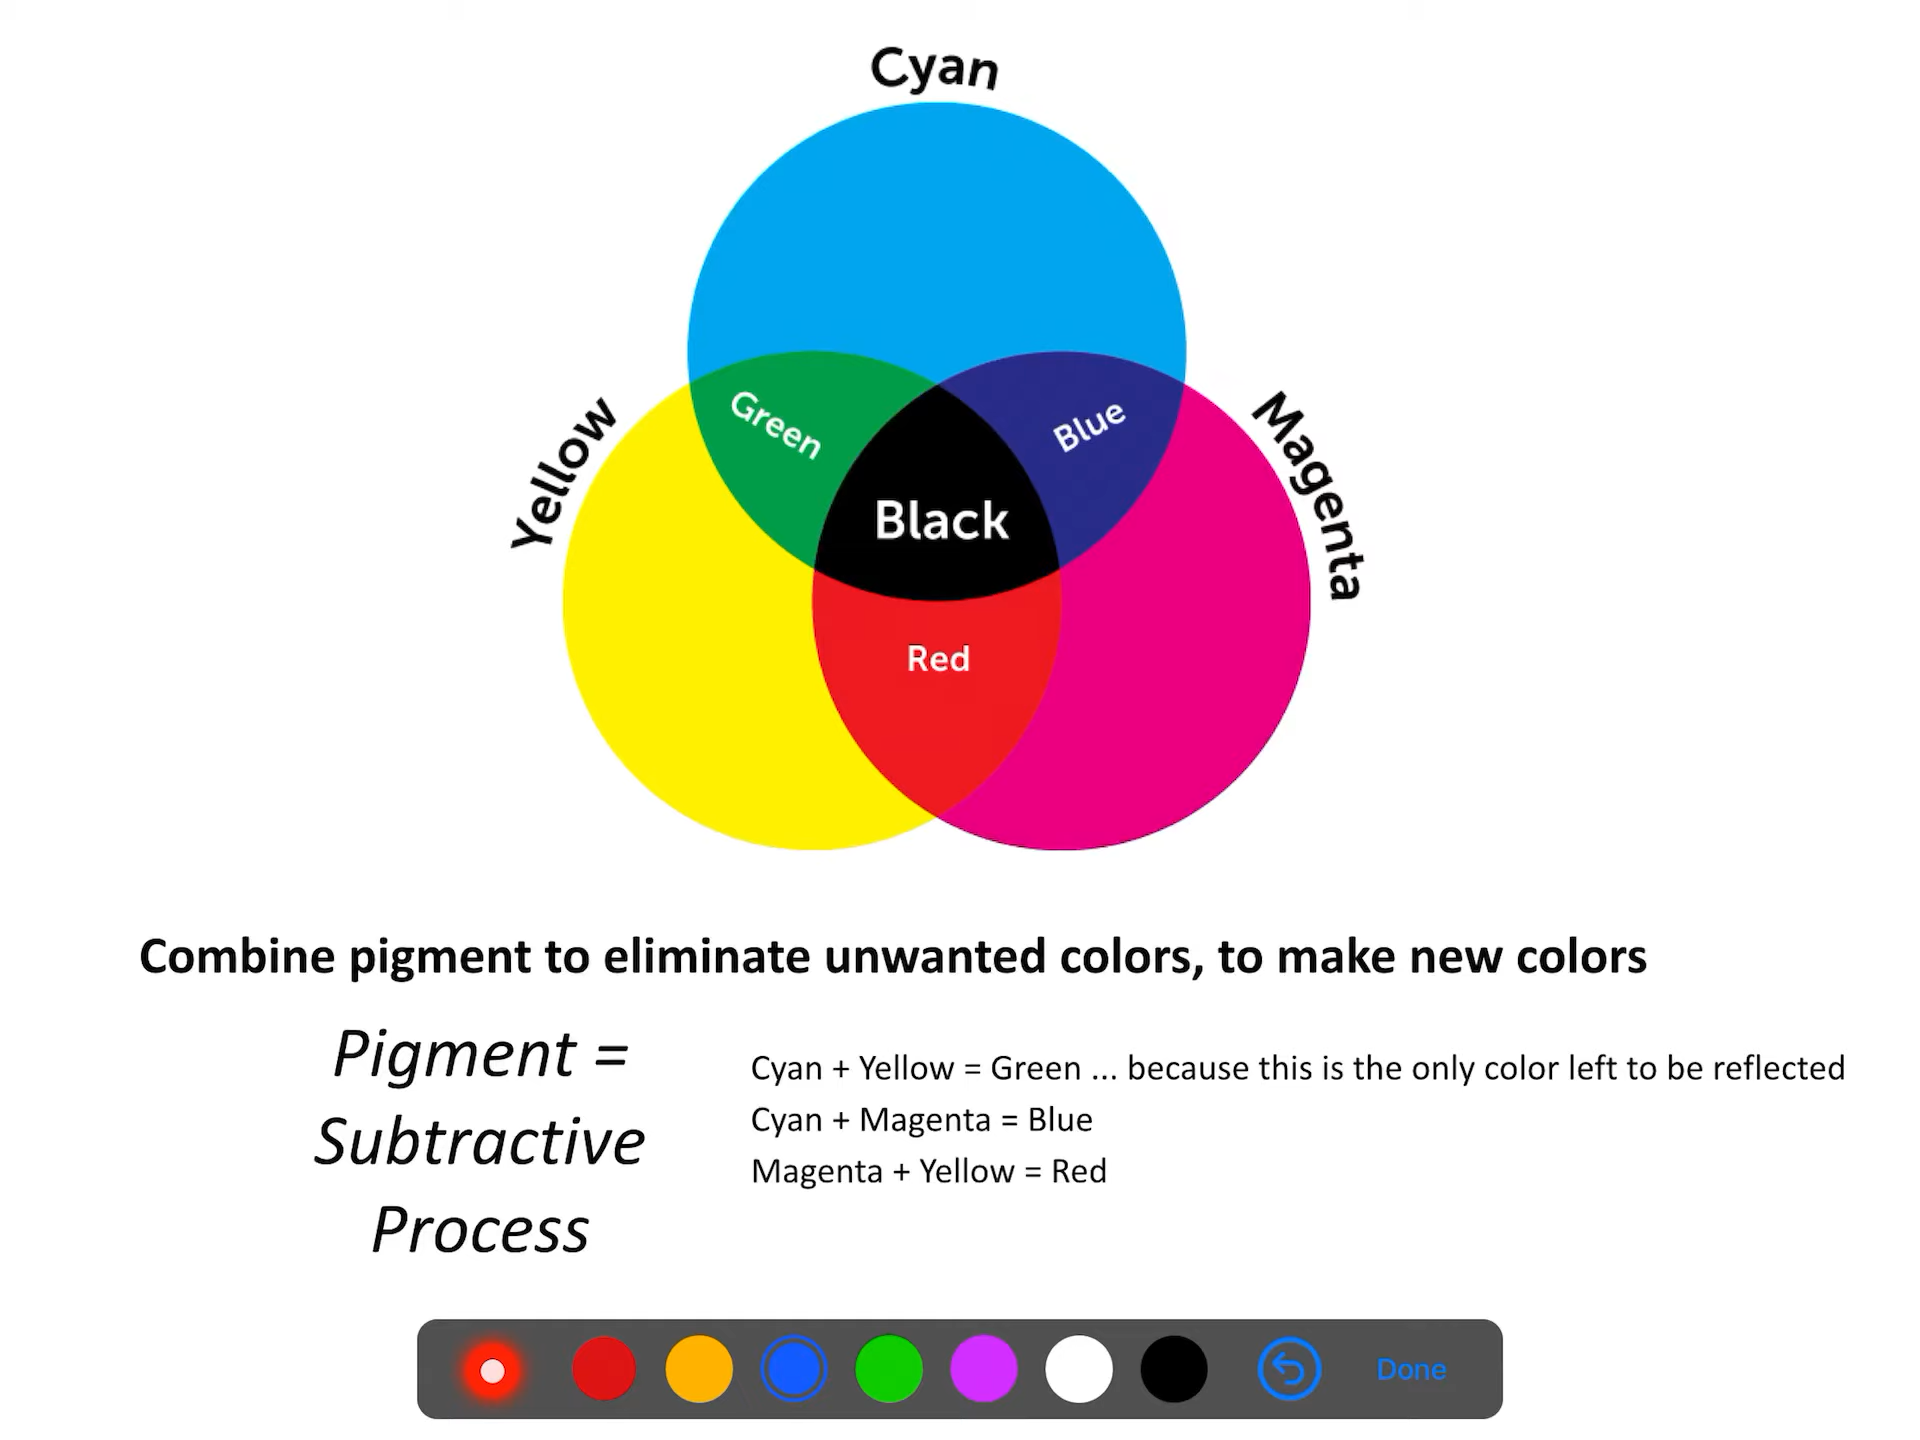 Cyan
Yellow
Magenta
Green
Blue
Black
Red
Combine pigment to eliminate unwanted colors, to make new colors
Pigment =
Subtractive
Process
Cyan + Yellow = Green ... because this is the only color left to be reflected
Cyan + Magenta = Blue
Magenta + Yellow = Red
Done